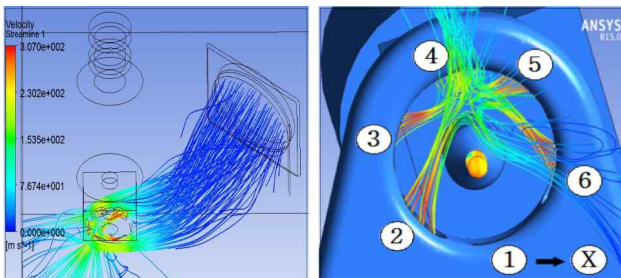 Velocity
Streamline 1
3.070e+002
2.302e+002
1.535e+002
7.674e+001
0.000e+000
[m s^-1]
ANSYS
R15.0
4
5
3
6
2
1
X